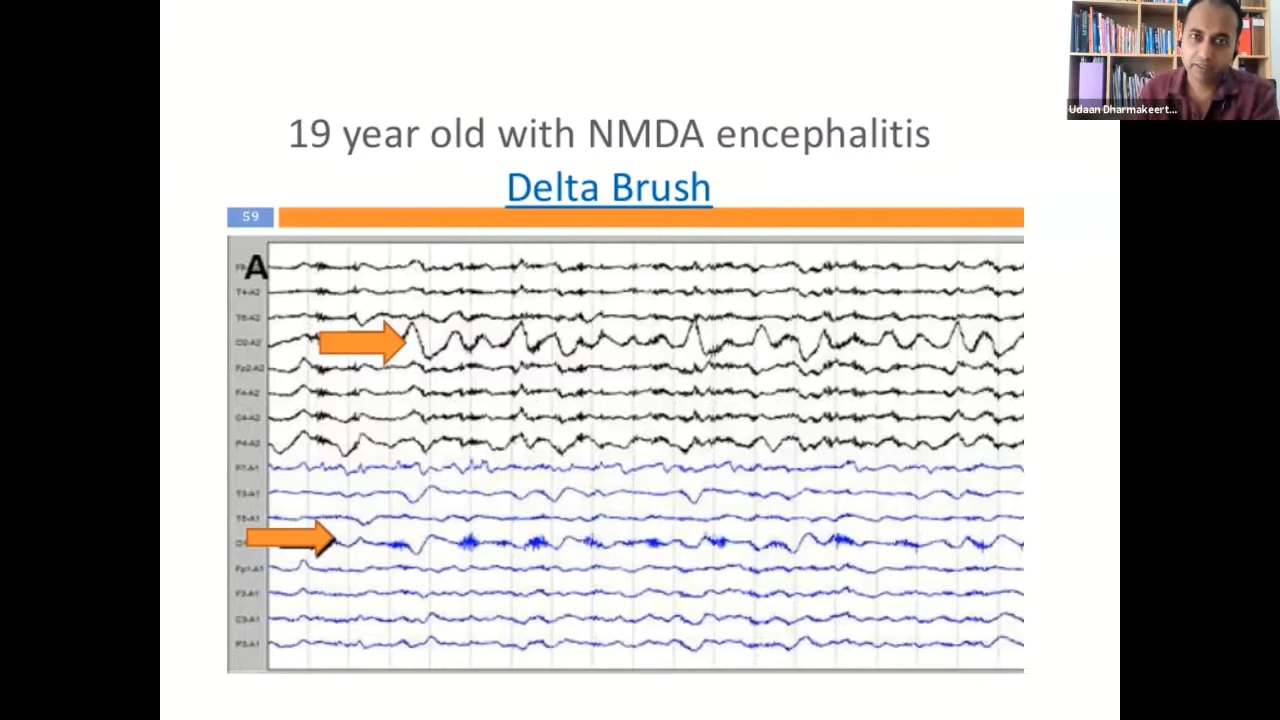 Udaan Dharmakeert...
19 year old with NMDA encephalitis
Delta Brush
59
A
T4-A2
T6-A2
O2-A2
Fp2-A2
F4-A2
C4-A2
P4-A2
F7-A1
T3-A1
T5-A1
Fp1-A1
F3-A1
C3-A1
P3-A1